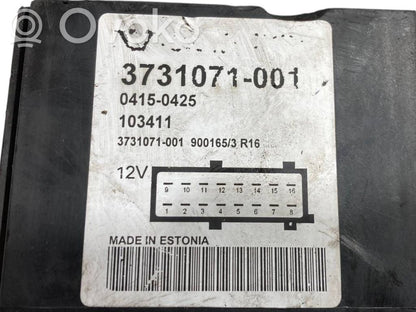 Ovoko
3731071-001
0415-0425
103411
3731071-001 900165/3 R16
12V
9 10 11 12 13 14 15 16
1 2 3 4 5 6 7 8
MADE IN ESTONIA